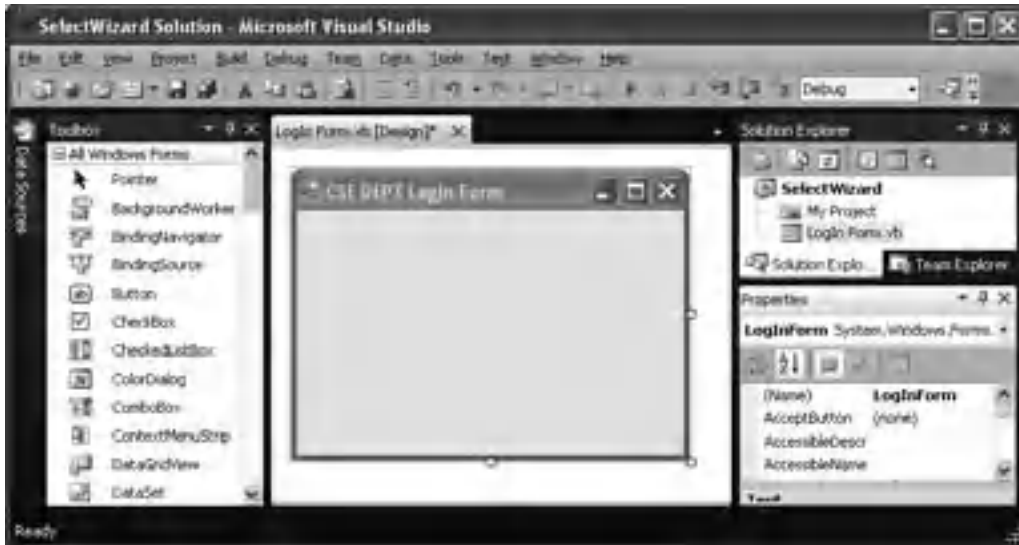 SelectWizard Solution - Microsoft Visual Studio
File Edit View Project Build Debug Team Data Tools Test Window Help
Debug
Data Sources
Toolbox
All Windows Forms
Pointer
BackgroundWorker
BindingNavigator
BindingSource
Button
CheckBox
CheckedListBox
ColorDialog
ComboBox
ContextMenuStrip
DataGridView
DataSet
LogIn Form.vb [Design]*
CSE DEPT LogIn Form
Solution Explorer
SelectWizard
My Project
LogIn Form.vb
Solution Explo...
Team Explorer
Properties
LogInForm System.Windows.Forms.
(Name) LogInForm
AcceptButton (none)
AccessibleDescr
AccessibleName
Text
Ready